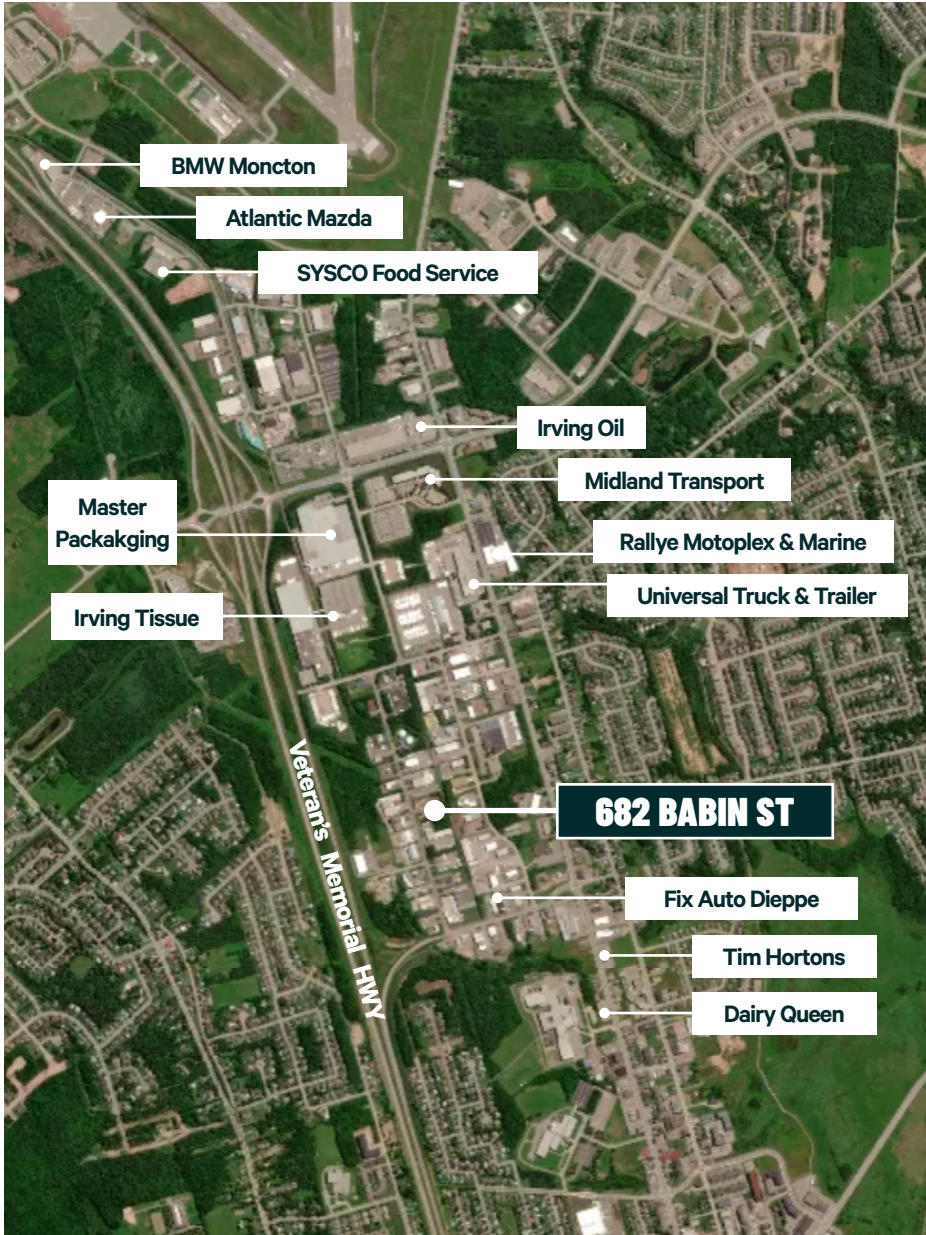 BMW Moncton
Atlantic Mazda
SYSCO Food Service
Irving Oil
Midland Transport
Master
Packakging
Rallye Motoplex & Marine
Universal Truck & Trailer
Irving Tissue
Veteran's Memorial HWY
682 BABIN ST
Fix Auto Dieppe
Tim Hortons
Dairy Queen